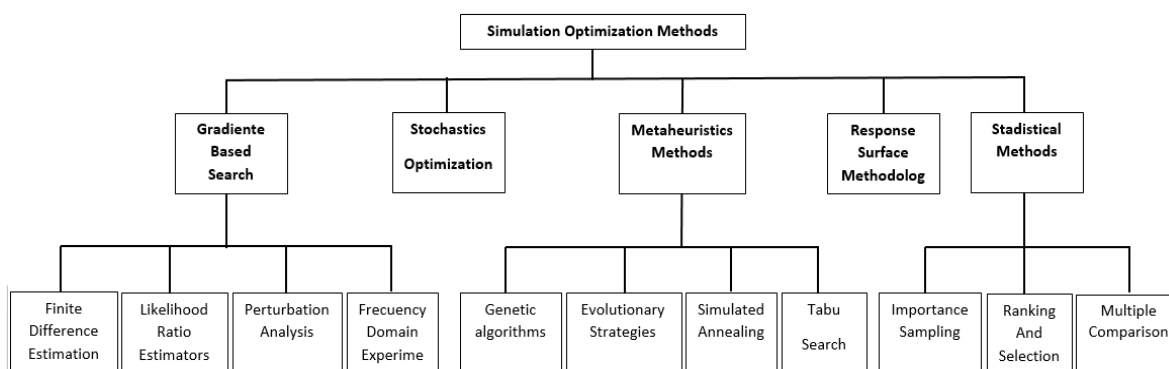 Simulation Optimization Methods
Gradiente
Based
Search
Stochastics
Optimization
Metaheuristics
Methods
Response
Surface
Methodolog
Stadistical
Methods
Finite
Difference
Estimation
Likelihood
Ratio
Estimators
Perturbation
Analysis
Frecuency
Domain
Experime
Genetic
algorithms
Evolutionary
Strategies
Simulated
Annealing
Tabu
Search
Importance
Sampling
Ranking
And
Selection
Multiple
Comparison